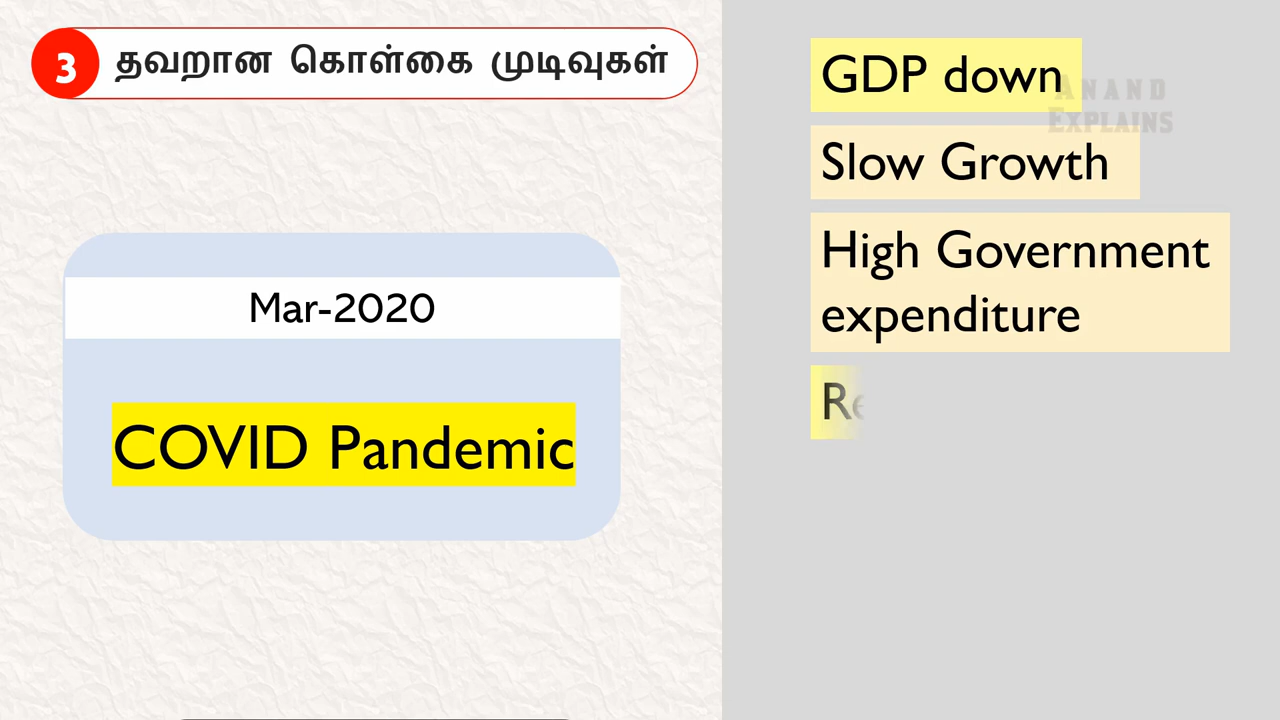 3 தவறான கொள்கை முடிவுகள்
Mar-2020
COVID Pandemic
GDP down
ANAND
EXPLAINS
Slow Growth
High Government
expenditure